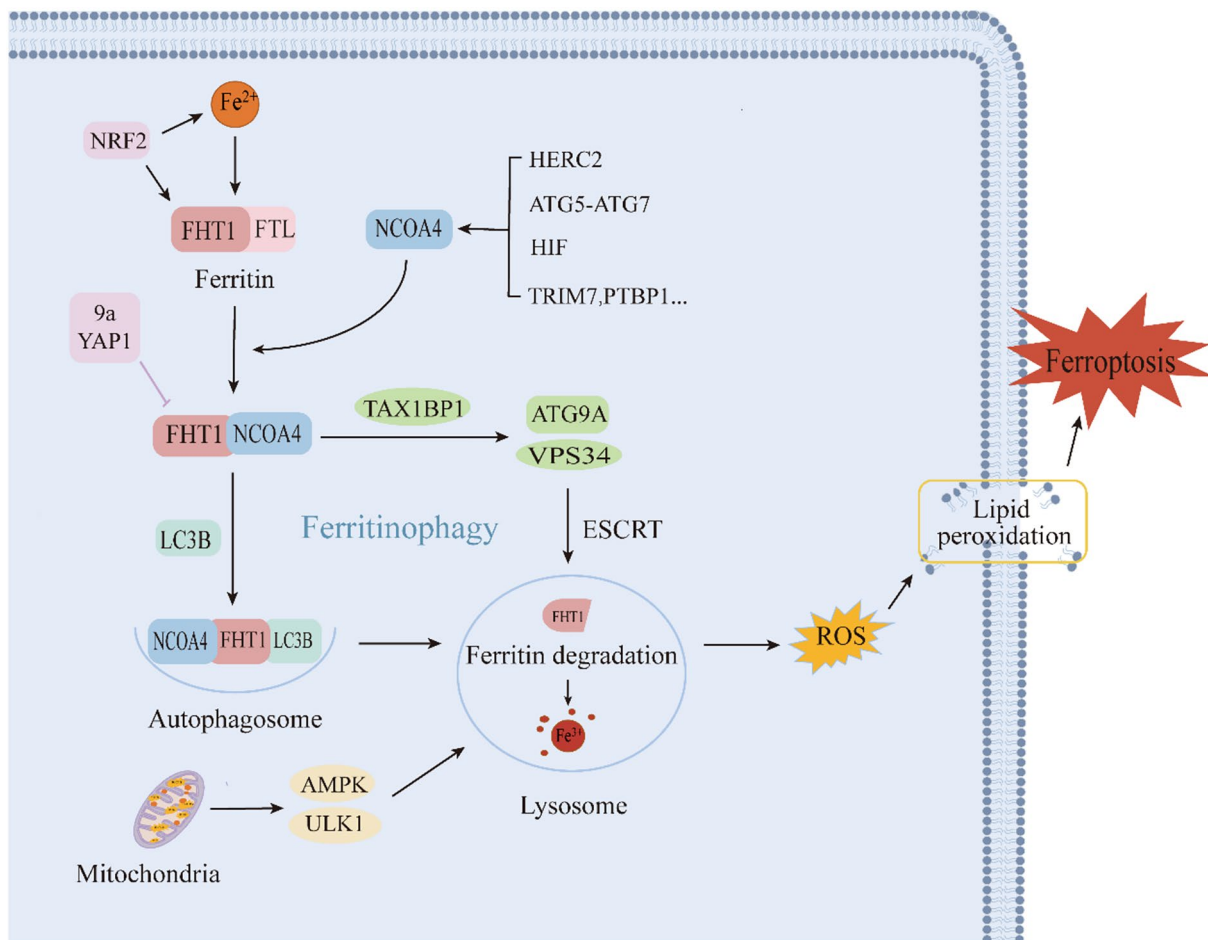 Fe2+
NRF2
FHT1 FTL
Ferritin
NCOA4
HERC2
ATG5-ATG7
HIF
TRIM7,PTBP1...
9a
YAP1
FHT1 NCOA4
TAX1BP1
ATG9A
VPS34
LC3B
Ferritinophagy
ESCRT
NCOA4 FHT1 LC3B
Autophagosome
FHT1
Ferritin degradation
Fe3+
Lysosome
Mitochondria
AMPK
ULK1
ROS
Lipid
peroxidation
Ferroptosis